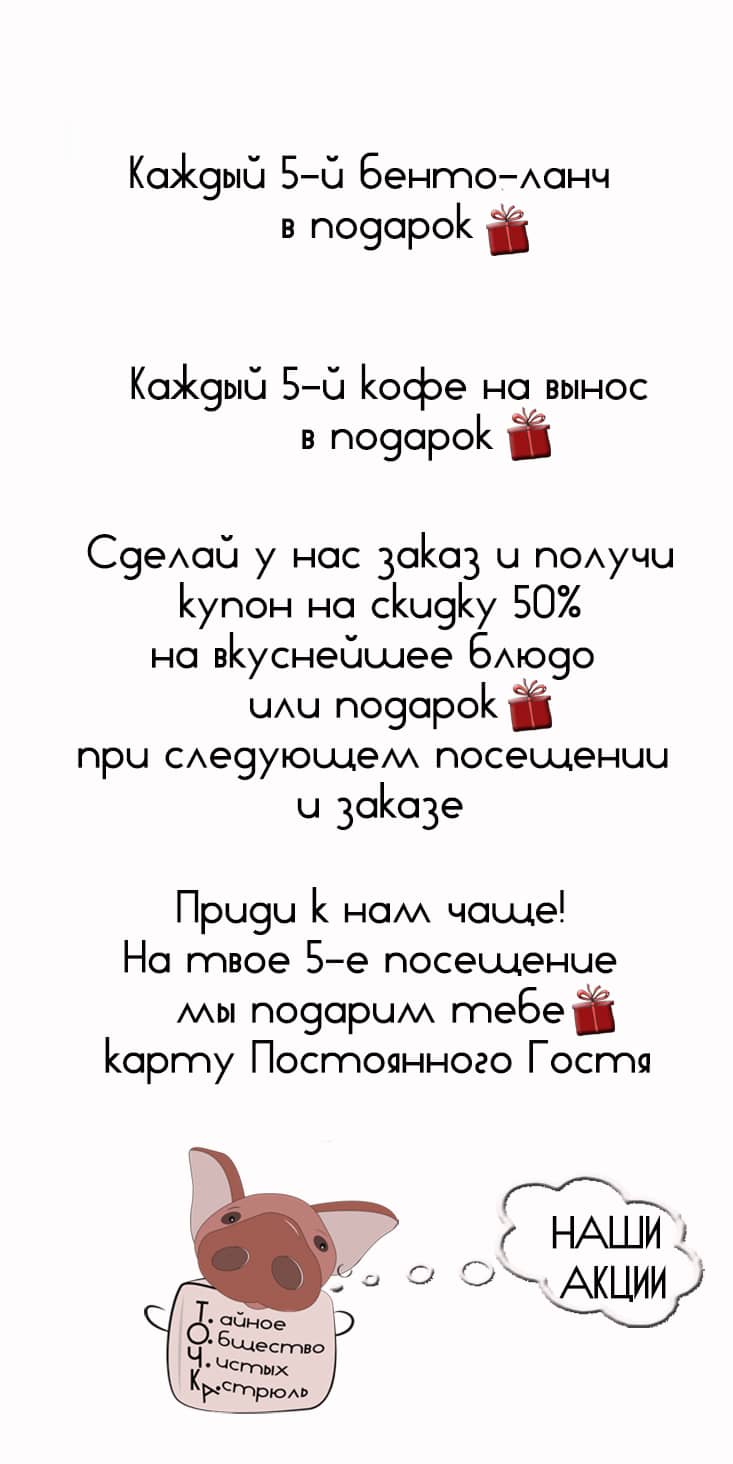 Каждый 5-й бенто-ланч
в подарок
Каждый 5-й кофе на вынос
в подарок
Сделай у нас заказ и получи
купон на скидку 50%
на вкуснейшее блюдо
или подарок
при следующем посещении
и заказе
Приди к нам чаще!
На твое 5-е посещение
мы подарим тебе
карту Постоянного Гостя
НАШИ
АКЦИИ
Т.айное
О.бщество
Ч.истых
Ка.стрюль